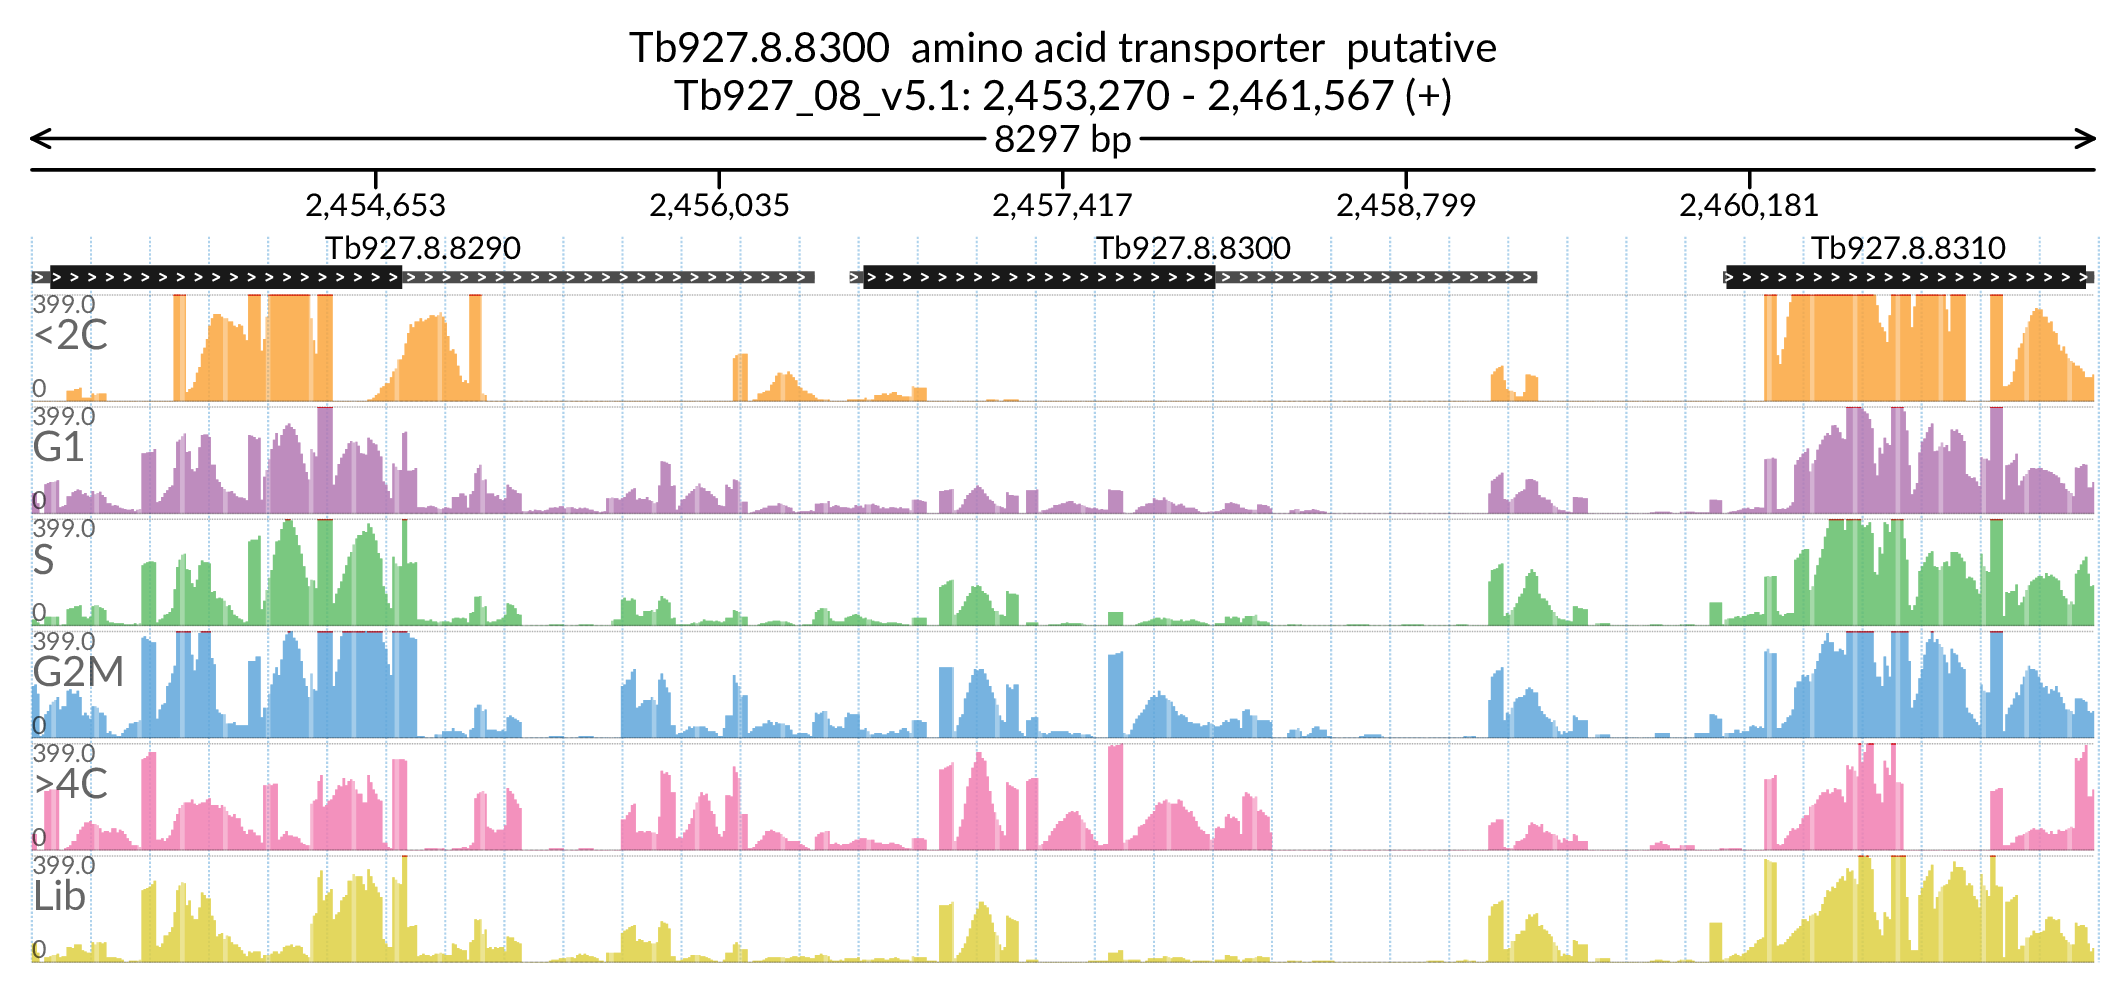 Tb927.8.8300  amino acid transporter  putative
Tb927_08_v5.1: 2,453,270 - 2,461,567 (+)
8297 bp
2,454,653 2,456,035 2,457,417 2,458,799 2,460,181
Tb927.8.8290 Tb927.8.8300 Tb927.8.8310
399.0
<2C
0
399.0
G1
0
399.0
S
0
399.0
G2M
0
399.0
>4C
0
399.0
Lib
0